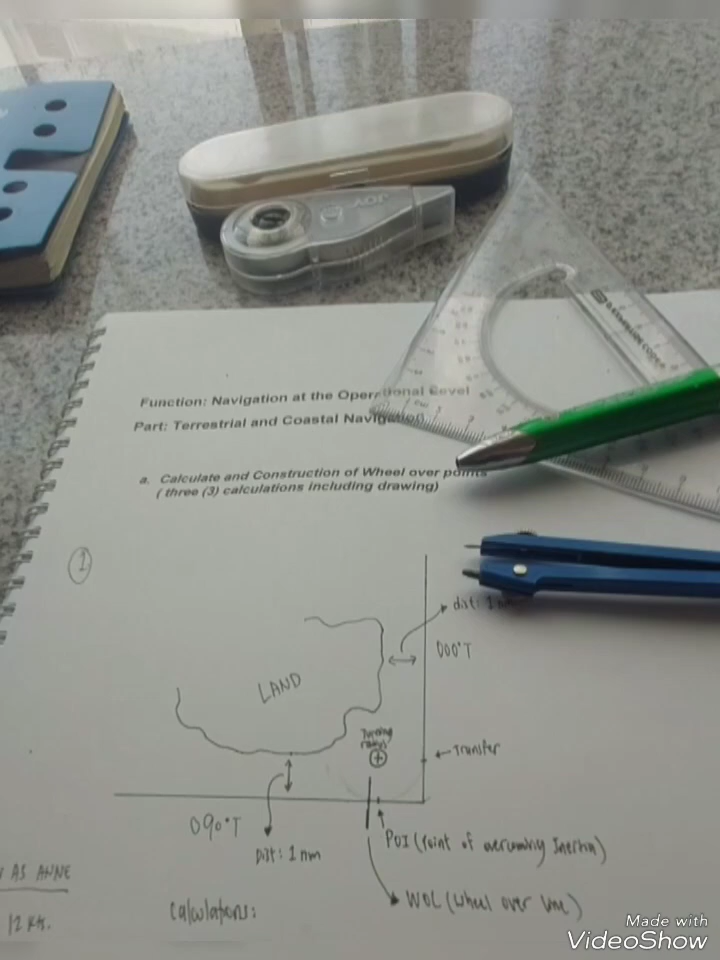 JOY
Function: Navigation at the Operational Level
Part: Terrestrial and Coastal Navigation
a. Calculate and Construction of Wheel over points
( three (3) calculations including drawing)
1
dist: 1 nm
000°T
LAND
Turning
radius
Transfer
090°T
Dist: 1 nm
POI (Point of overcoming Inertia)
WOL (Wheel over line)
AS ANNE
12 kts.
Calculations:
Made with
VideoShow